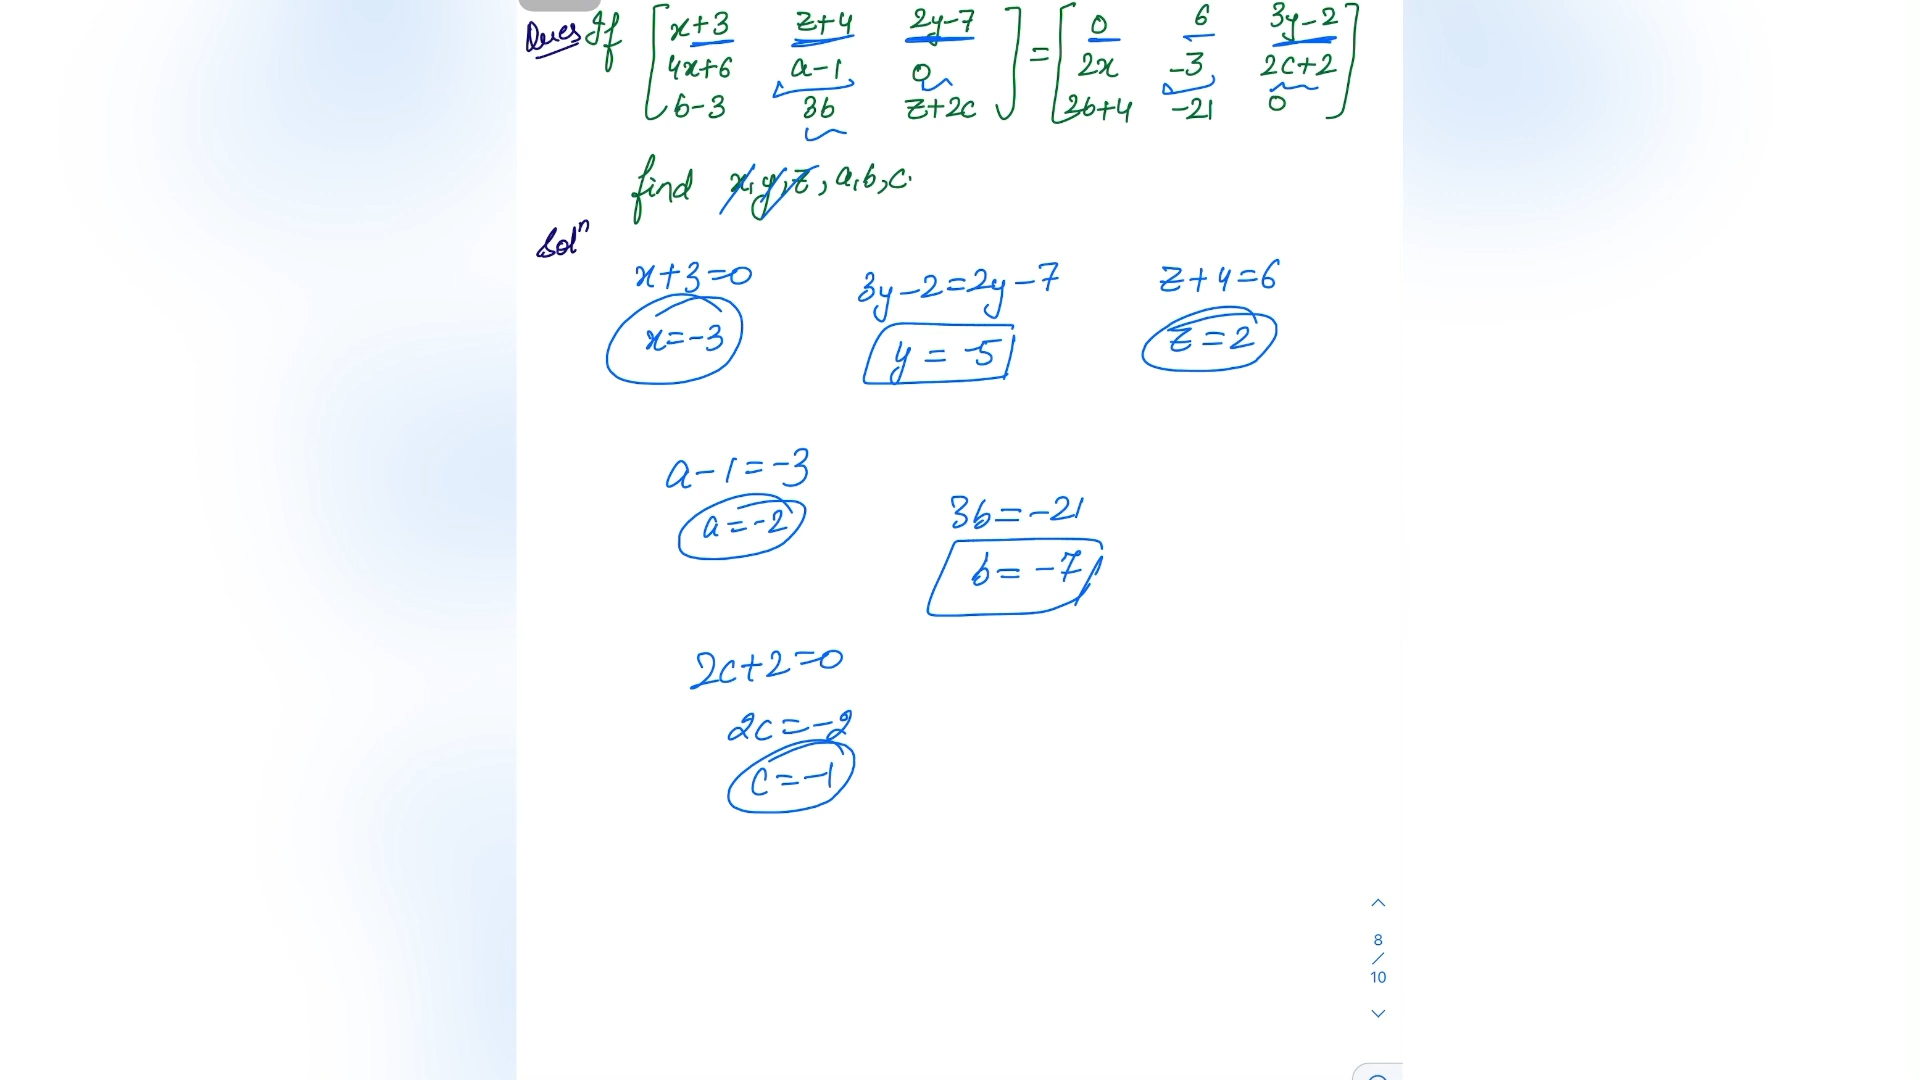 Ques If [x+3 z+4 2y-7] = [0 6 3y-2]
4x+6 a-1 0 2x -3 2c+2
b-3 3b z+2c 2b+4 -21 0
find x,y,z, a,b,c.
Solⁿ
x+3=0 3y-2=2y-7 z+4=6
x=-3 y = -5 z=2
a-1=-3
a=-2
3b=-21
b=-7
2c+2=0
2c=-2
c=-1
8
/
10